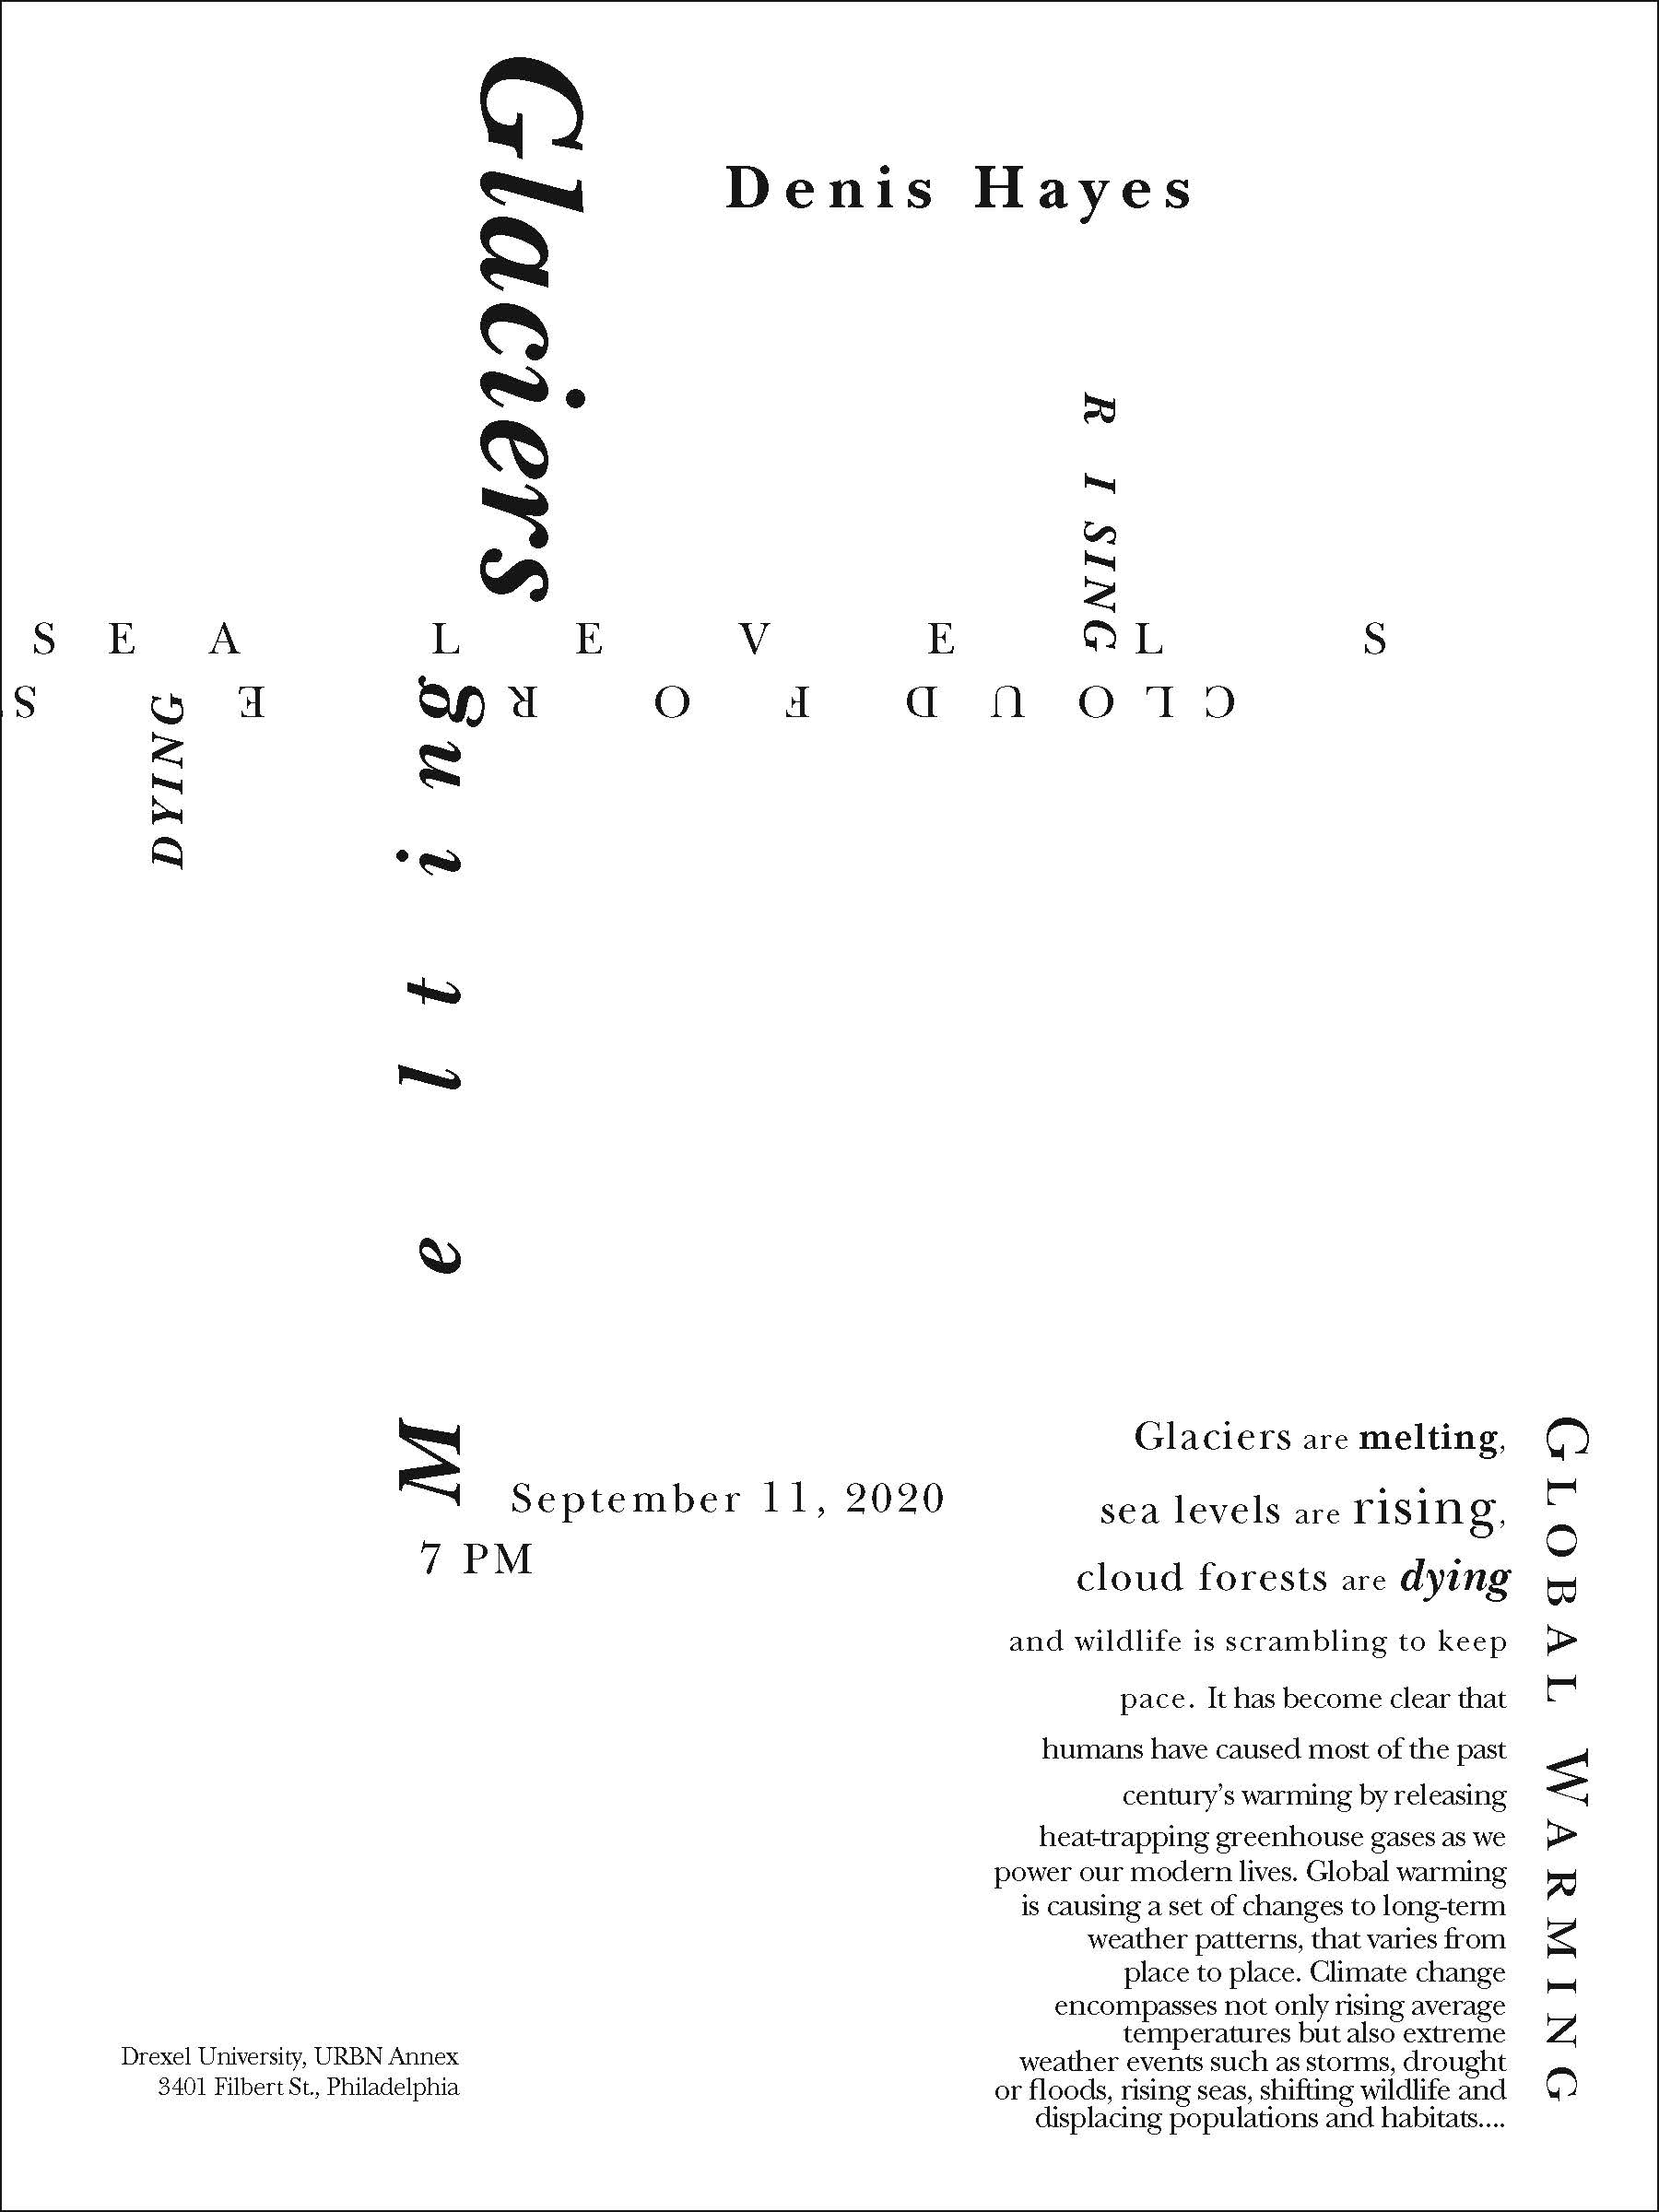 Glaciers
Denis Hayes
RISING
SEA LEVELS
CLOUD FORES
DYING
Melting
September 11, 2020
7 PM
GLOBAL WARMING
Glaciers are melting,
sea levels are rising,
cloud forests are dying
and wildlife is scrambling to keep
pace. It has become clear that
humans have caused most of the past
century’s warming by releasing
heat-trapping greenhouse gases as we
power our modern lives. Global warming
is causing a set of changes to long-term
weather patterns, that varies from
place to place. Climate change
encompasses not only rising average
temperatures but also extreme
weather events such as storms, drought
or floods, rising seas, shifting wildlife and
displacing populations and habitats....
Drexel University, URBN Annex
3401 Filbert St., Philadelphia